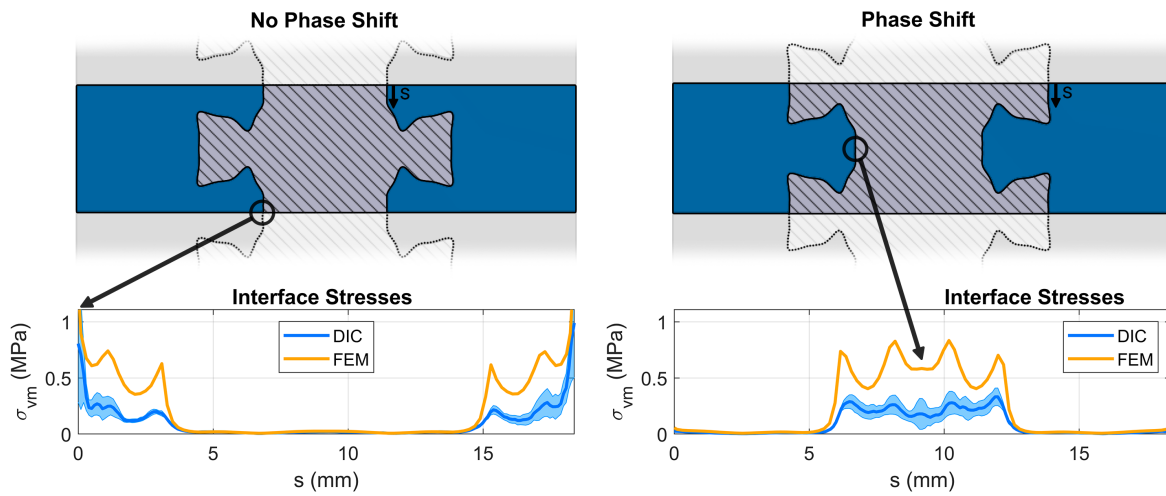 No Phase Shift
Phase Shift
s
s
Interface Stresses
Interface Stresses
1
0.5
0
σvm (MPa)
DIC
FEM
0
5
10
15
s (mm)
1
0.5
0
σvm (MPa)
DIC
FEM
0
5
10
15
s (mm)